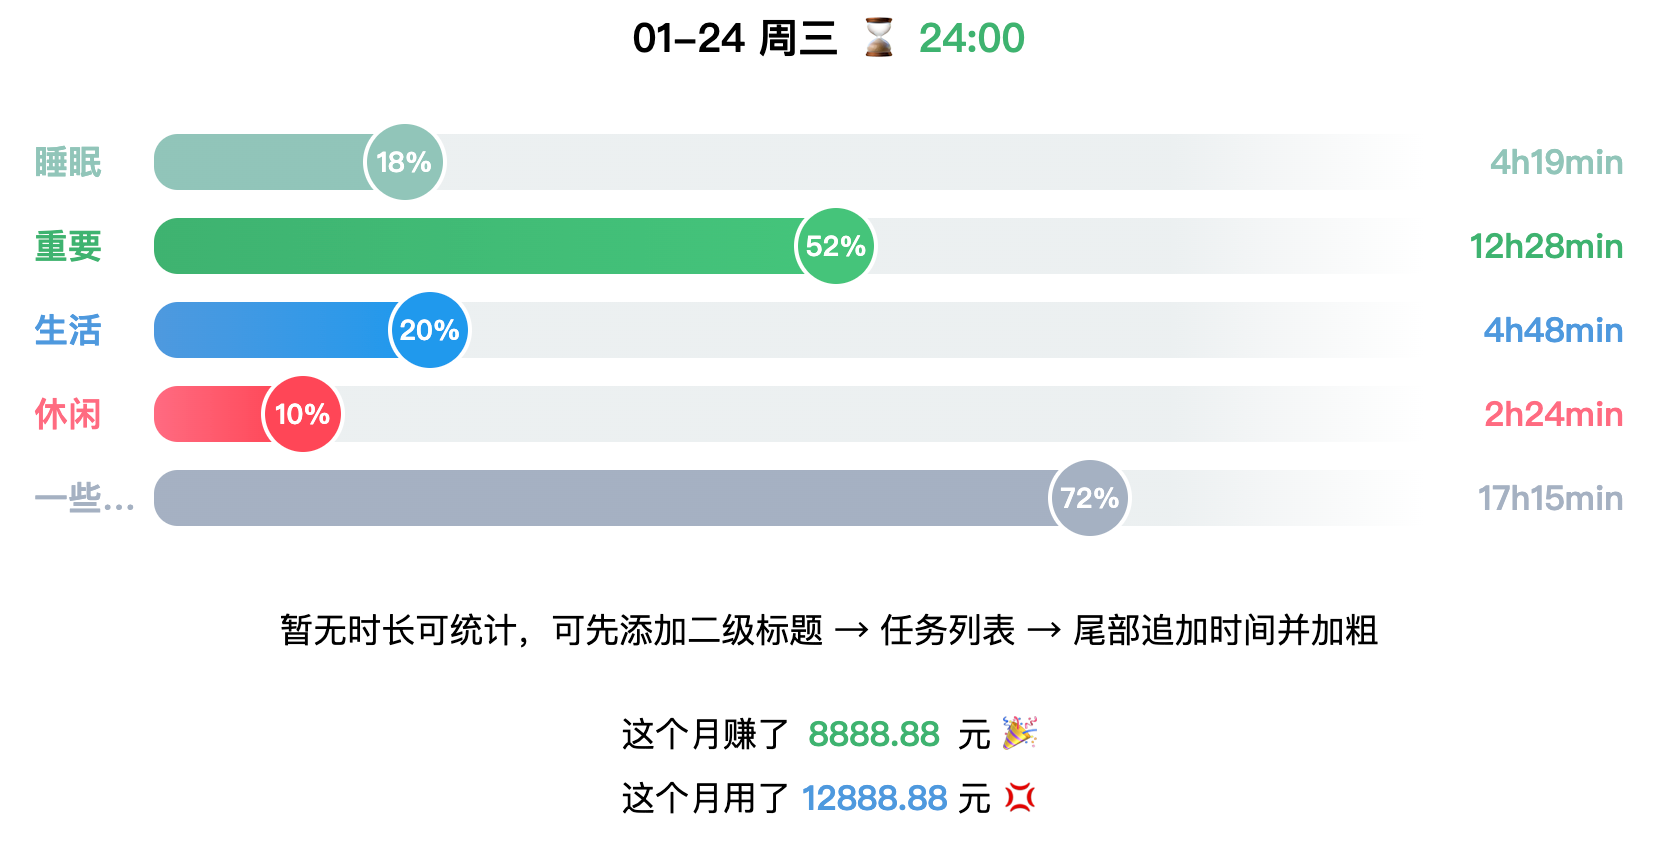 01-24 周三 ⏳ 24:00
睡眠 18% 4h19min
重要 52% 12h28min
生活 20% 4h48min
休闲 10% 2h24min
一些... 72% 17h15min
暂无时长可统计，可先添加二级标题 → 任务列表 → 尾部追加时间并加粗
这个月赚了 8888.88 元 🎉
这个月用了 12888.88 元 💢